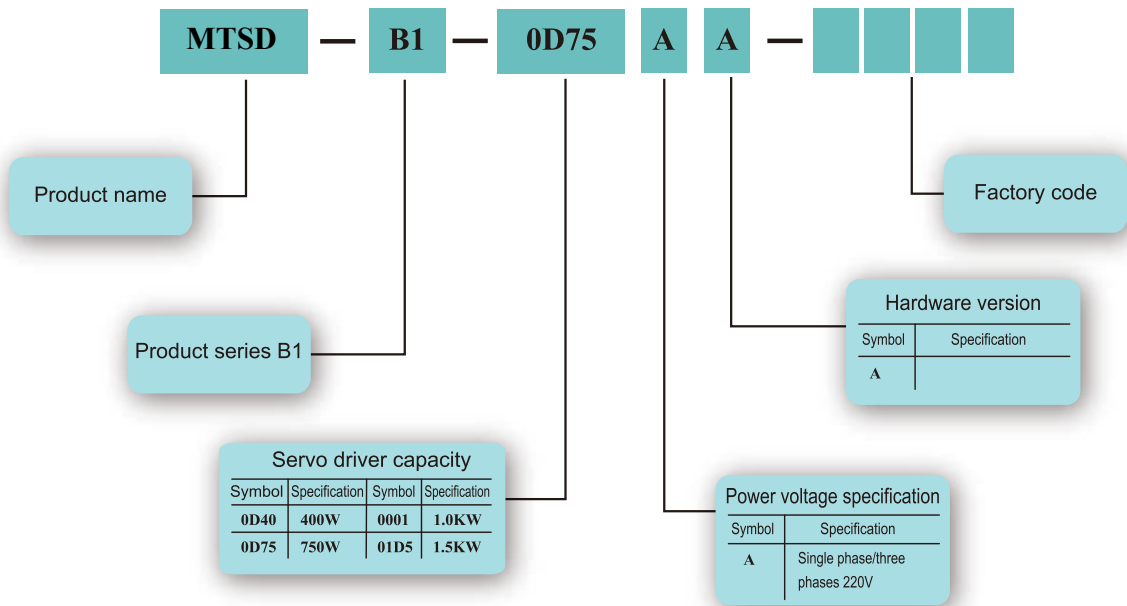 MTSD — B1 — 0D75 A A —
Product name
Factory code
Hardware version
Symbol Specification
A
Product series B1
Servo driver capacity
Symbol Specification Symbol Specification
0D40 400W 0001 1.0KW
0D75 750W 01D5 1.5KW
Power voltage specification
Symbol Specification
A Single phase/three
phases 220V